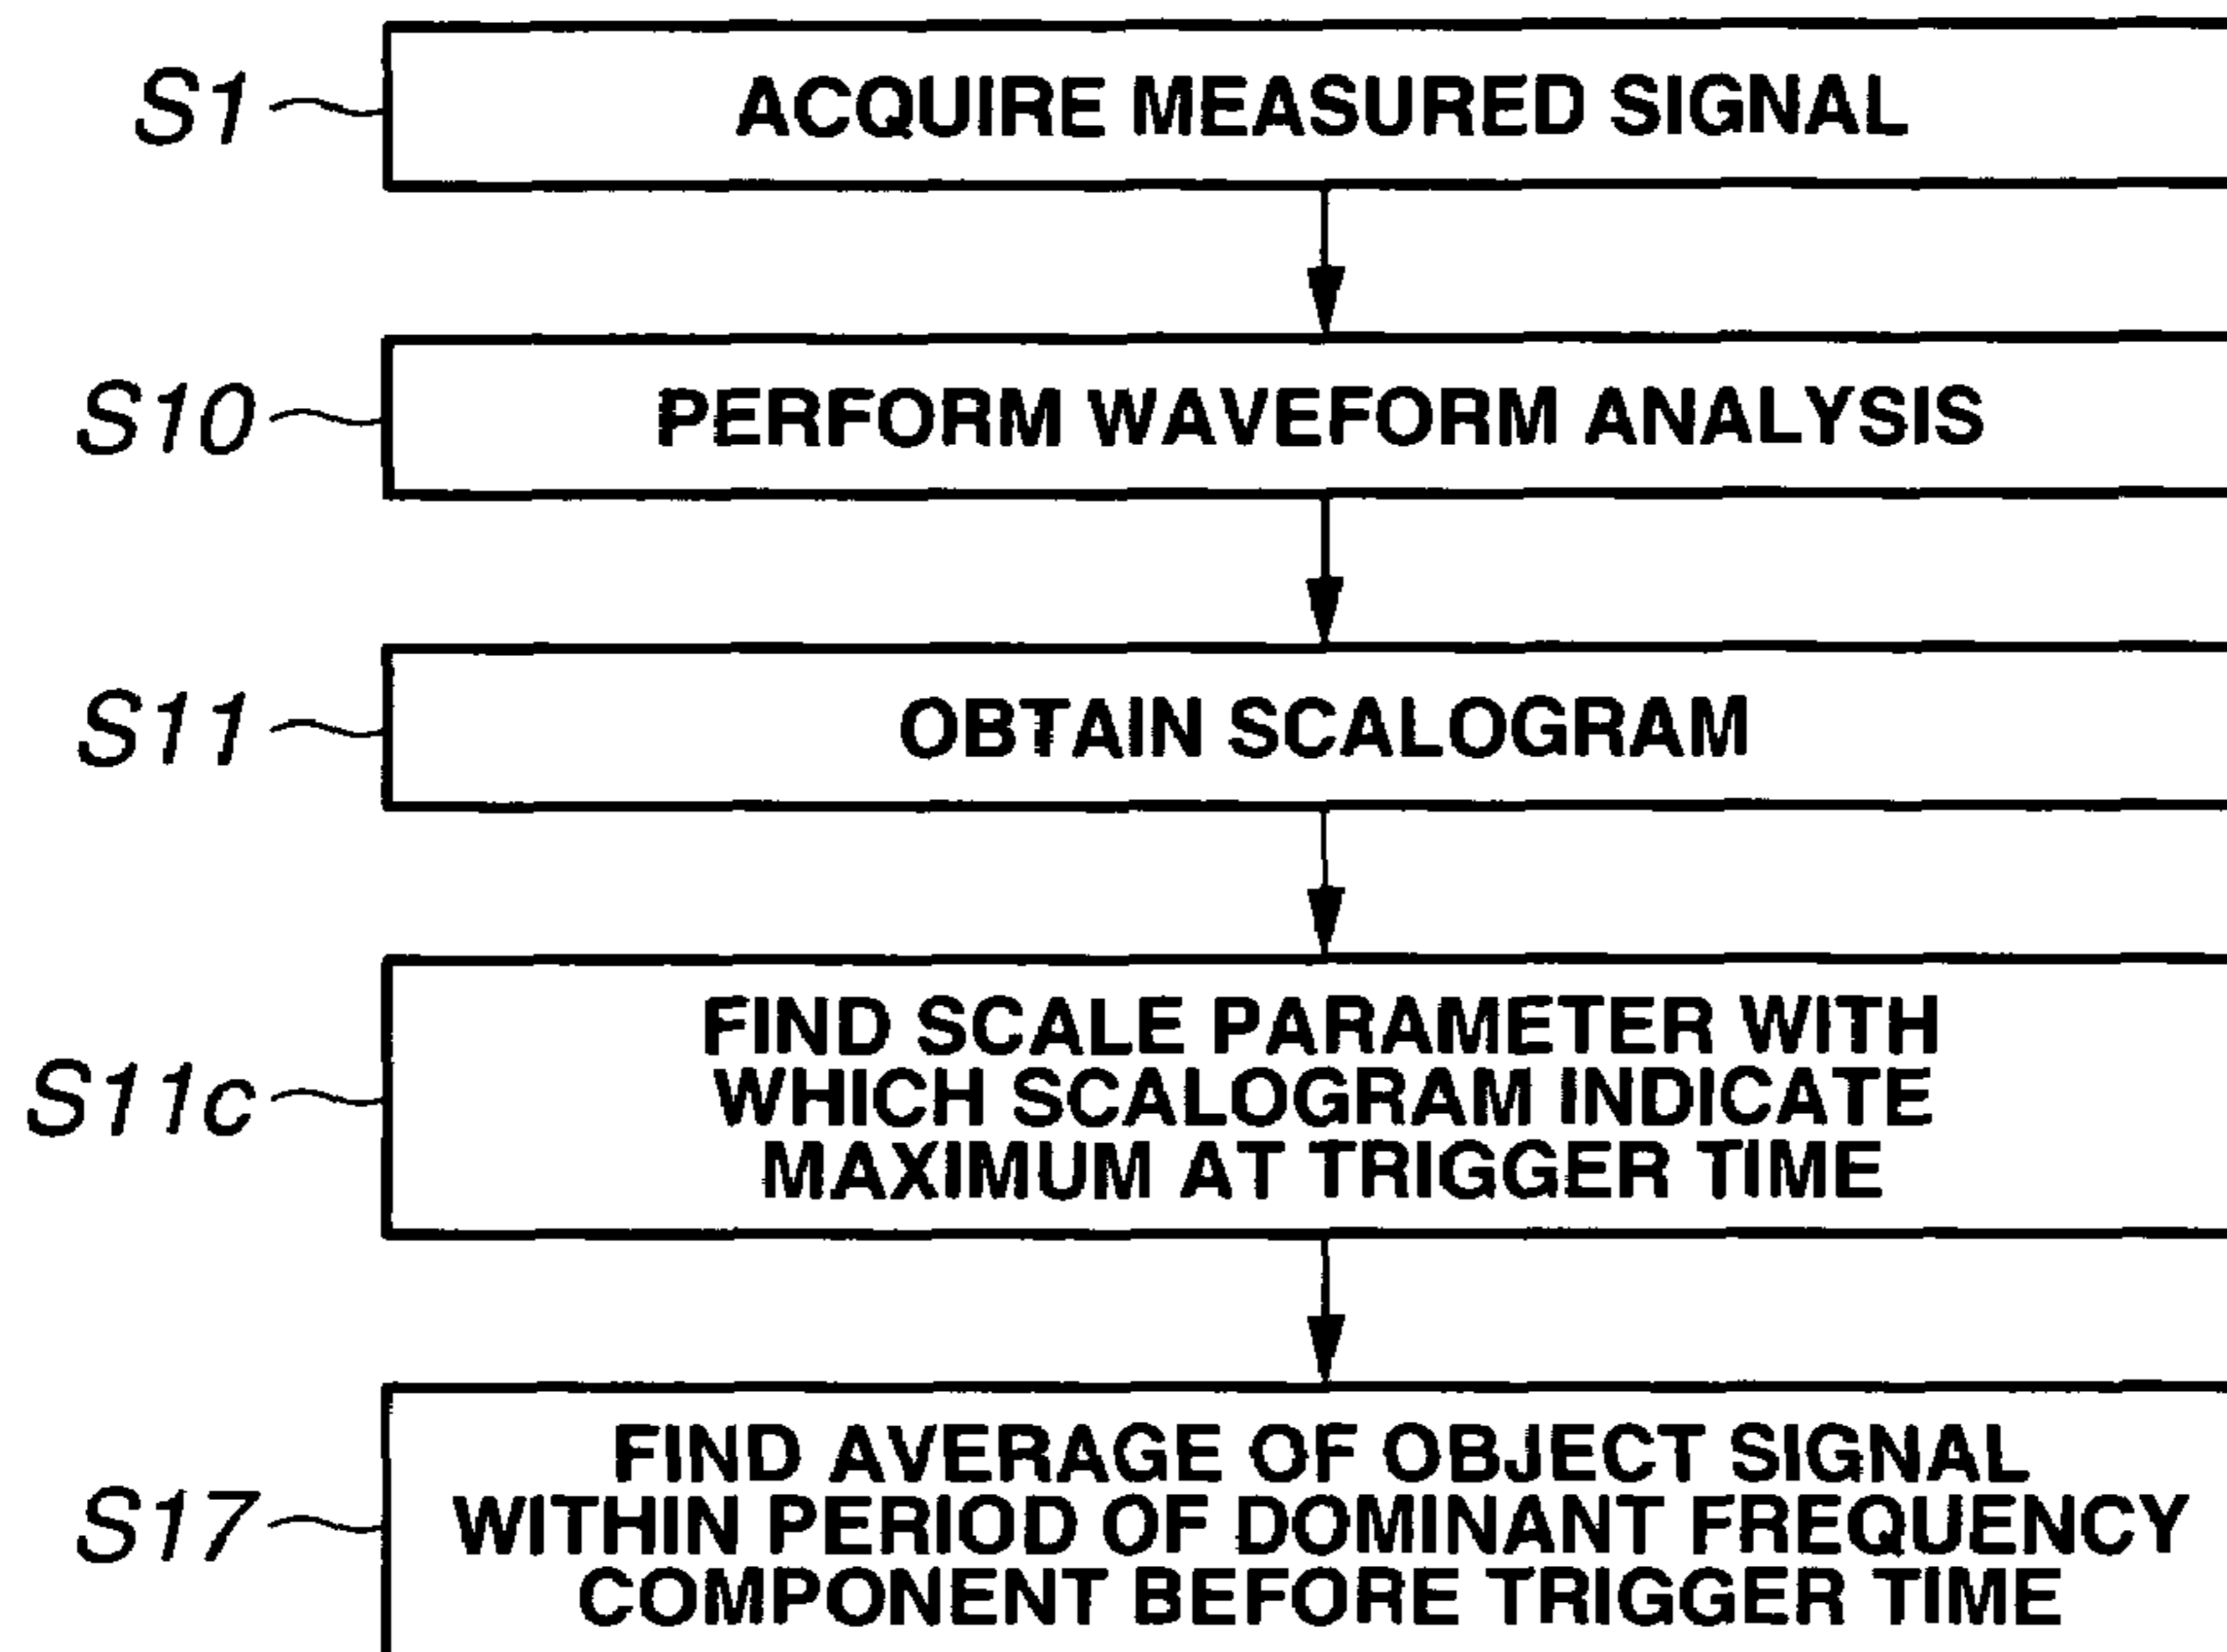 S1 ACQUIRE MEASURED SIGNAL
S10 PERFORM WAVEFORM ANALYSIS
S11 OBTAIN SCALOGRAM
FIND SCALE PARAMETER WITH
S11c WHICH SCALOGRAM INDICATE
MAXIMUM AT TRIGGER TIME
FIND AVERAGE OF OBJECT SIGNAL
S17 WITHIN PERIOD OF DOMINANT FREQUENCY
COMPONENT BEFORE TRIGGER TIME